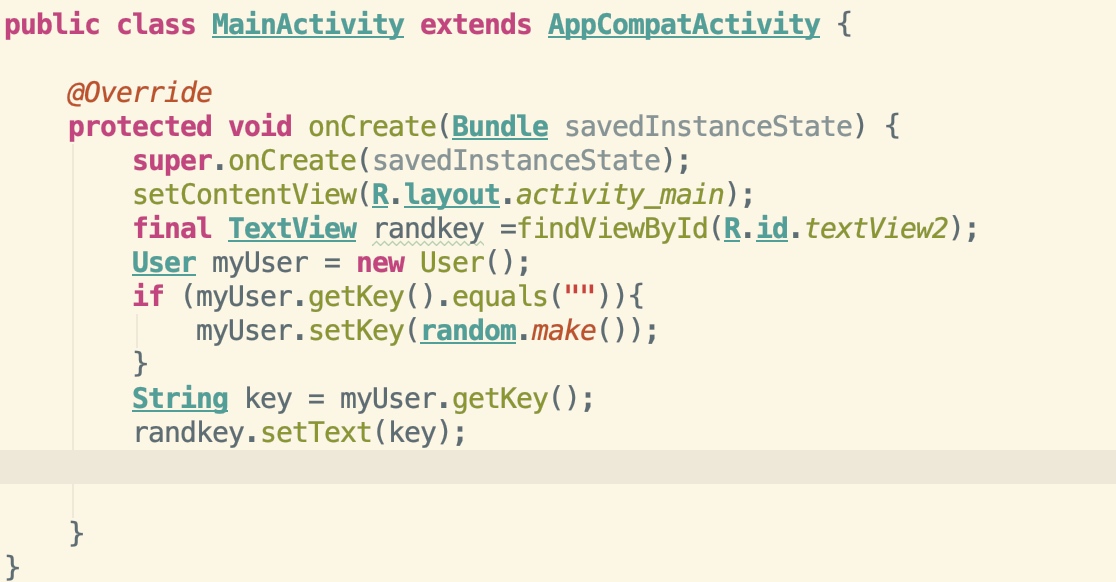 public class MainActivity extends AppCompatActivity {
@Override
protected void onCreate(Bundle savedInstanceState) {
super.onCreate(savedInstanceState);
setContentView(R.layout.activity_main);
final TextView randkey =findViewById(R.id.textView2);
User myUser = new User();
if (myUser.getKey().equals("")){
myUser.setKey(random.make());
}
String key = myUser.getKey();
randkey.setText(key);
}
}